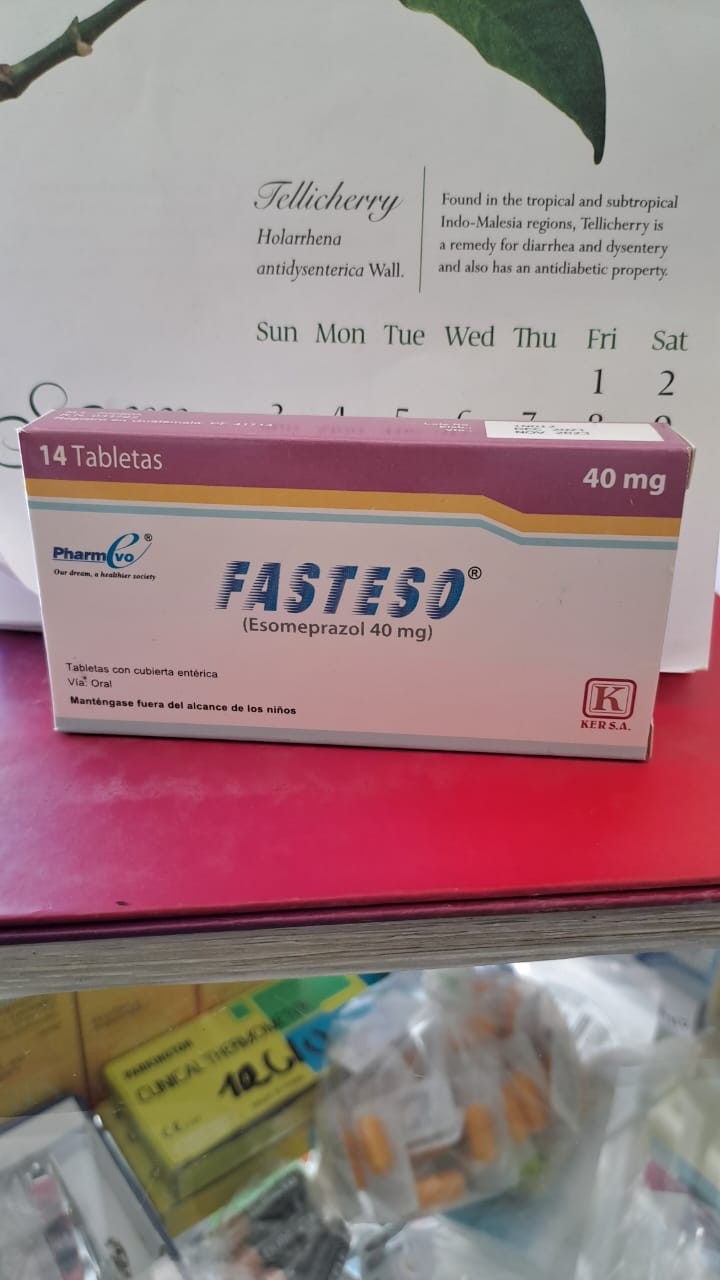 Tellicherry
Holarrhena
antidysenterica Wall.
Found in the tropical and subtropical
Indo-Malesia regions, Tellicherry is
a remedy for diarrhea and dysentery
and also has an antidiabetic property.
Sun Mon Tue Wed Thu Fri Sat
1 2
14 Tabletas
40 mg
PharmEvo®
Our dream, a healthier society
FASTESO®
(Esomeprazol 40 mg)
Tabletas con cubierta entérica
Vía: Oral
Manténgase fuera del alcance de los niños
K
KER S.A.
CLINICAL THERMOMETER